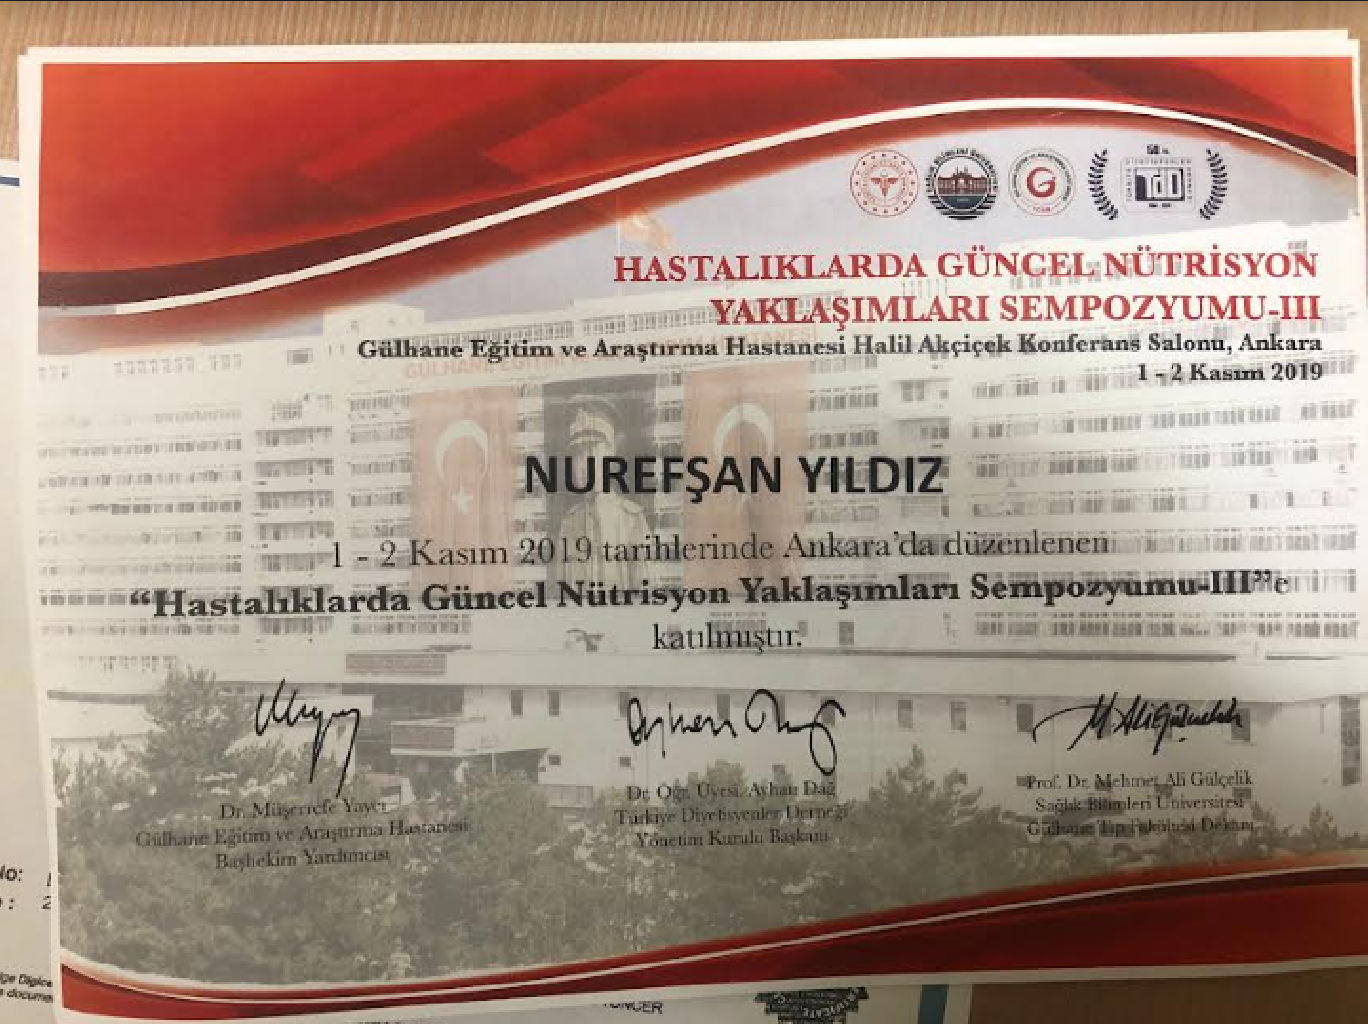 50.
HASTALIKLARDA GÜNCEL NÜTRİSYON
YAKLAŞIMLARI SEMPOZYUMU-III
Gülhane Eğitim ve Araştırma Hastanesi Halil Akçiçek Konferans Salonu, Ankara
1 - 2 Kasım 2019
NUREFŞAN YILDIZ
1 - 2 Kasım 2019 tarihlerinde Ankara'da düzenlenen
“Hastalıklarda Güncel Nütrisyon Yaklaşımları Sempozyumu-III”e
katılmıştır.
Dr. Müşerrefe Yayet
Gülhane Eğitim ve Araştırma Hastanesi
Başhekim Yardımcısı
Dr. Öğr. Üyesi. Ayhan Dağ
Türkiye Diyetisyenler Derneği
Yönetim Kurulu Başkanı
Prof. Dr. Mehmet Ali Gülçelik
Sağlık Bilimleri Üniversitesi
Gülhane Tıp Fakültesi Dekanı
No: